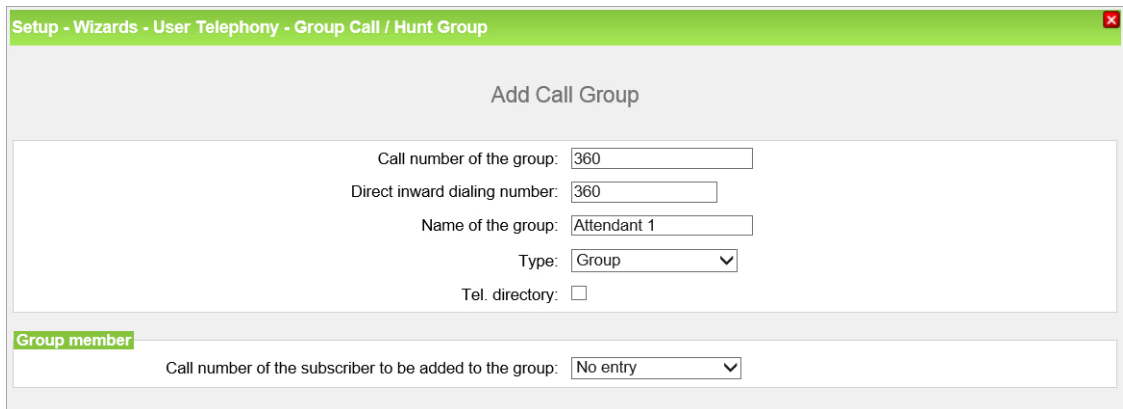 Setup - Wizards - User Telephony - Group Call / Hunt Group
Add Call Group
Call number of the group: 360
Direct inward dialing number: 360
Name of the group: Attendant 1
Type: Group
Tel. directory:
Group member
Call number of the subscriber to be added to the group: No entry